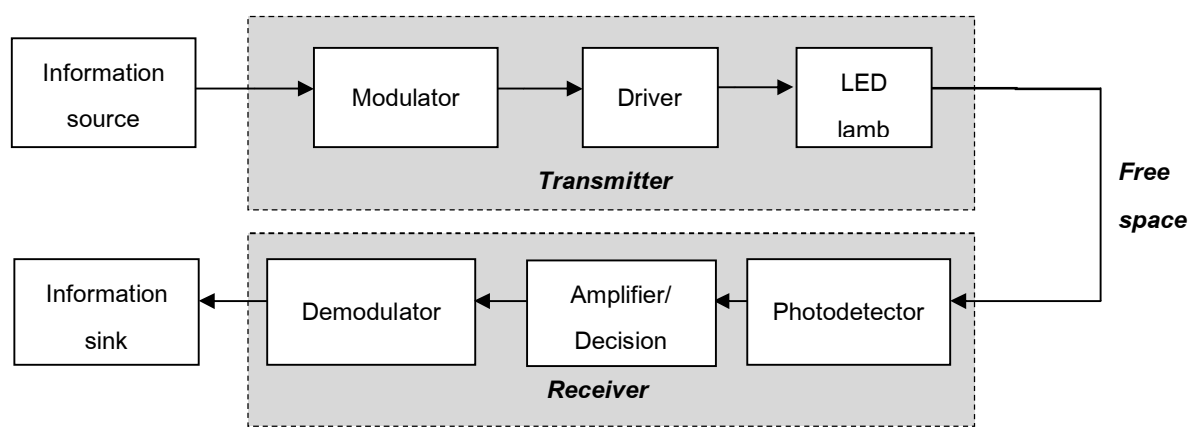 Information
source
Modulator
Driver
LED
lamb
Transmitter
Free
space
Information
sink
Demodulator
Amplifier/
Decision
Photodetector
Receiver